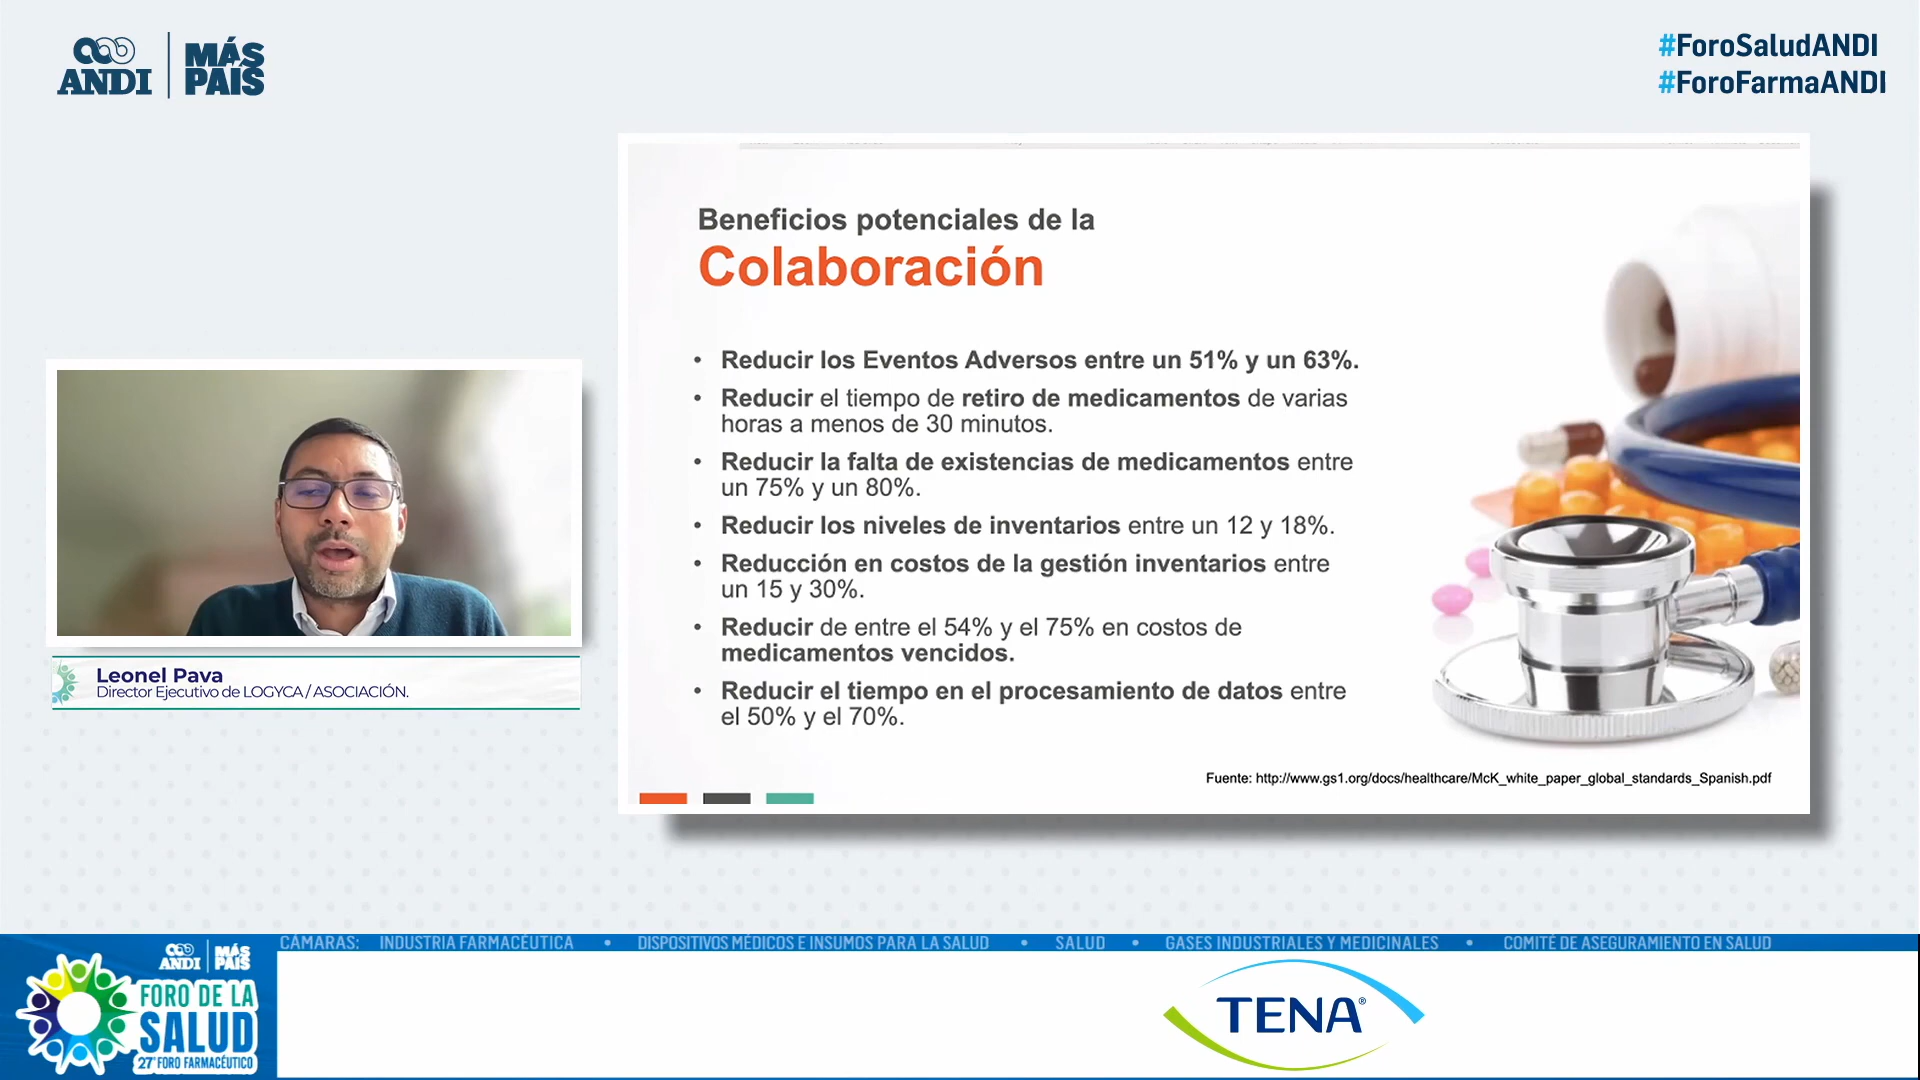 ANDI
MÁS
PAÍS
#ForoSaludANDI
#ForoFarmaANDI
Beneficios potenciales de la
Colaboración
• Reducir los Eventos Adversos entre un 51% y un 63%.
• Reducir el tiempo de retiro de medicamentos de varias
horas a menos de 30 minutos.
• Reducir la falta de existencias de medicamentos entre
un 75% y un 80%.
• Reducir los niveles de inventarios entre un 12 y 18%.
• Reducción en costos de la gestión inventarios entre
un 15 y 30%.
• Reducir de entre el 54% y el 75% en costos de
medicamentos vencidos.
• Reducir el tiempo en el procesamiento de datos entre
el 50% y el 70%.
Fuente: http://www.gs1.org/docs/healthcare/McK_white_paper_global_standards_Spanish.pdf
Leonel Pava
Director Ejecutivo de LOGYCA / ASOCIACIÓN.
CÁMARAS: INDUSTRIA FARMACÉUTICA • DISPOSITIVOS MÉDICOS E INSUMOS PARA LA SALUD • SALUD • GASES INDUSTRIALES Y MEDICINALES • COMITÉ DE ASEGURAMIENTO EN SALUD
ANDI
MÁS
PAÍS
FORO DE LA
SALUD
27° FORO FARMACÉUTICO
TENA®